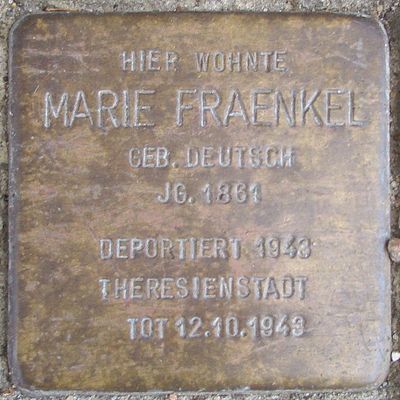 HIER WOHNTE
MARIE FRAENKEL
GEB. DEUTSCH
JG. 1861
DEPORTIERT 1943
THERESIENSTADT
TOT 12.10.1943